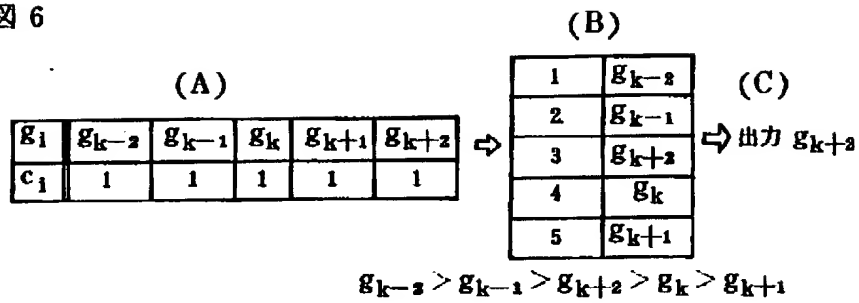 図 6
(A)
g_i g_{k-2} g_{k-1} g_k g_{k+1} g_{k+2}
c_i 1 1 1 1 1
⇨
(B)
1 g_{k-2}
2 g_{k-1}
3 g_{k+2}
4 g_k
5 g_{k+1}
(C)
⇨ 出力 g_{k+2}
g_{k-2} > g_{k-1} > g_{k+2} > g_k > g_{k+1}